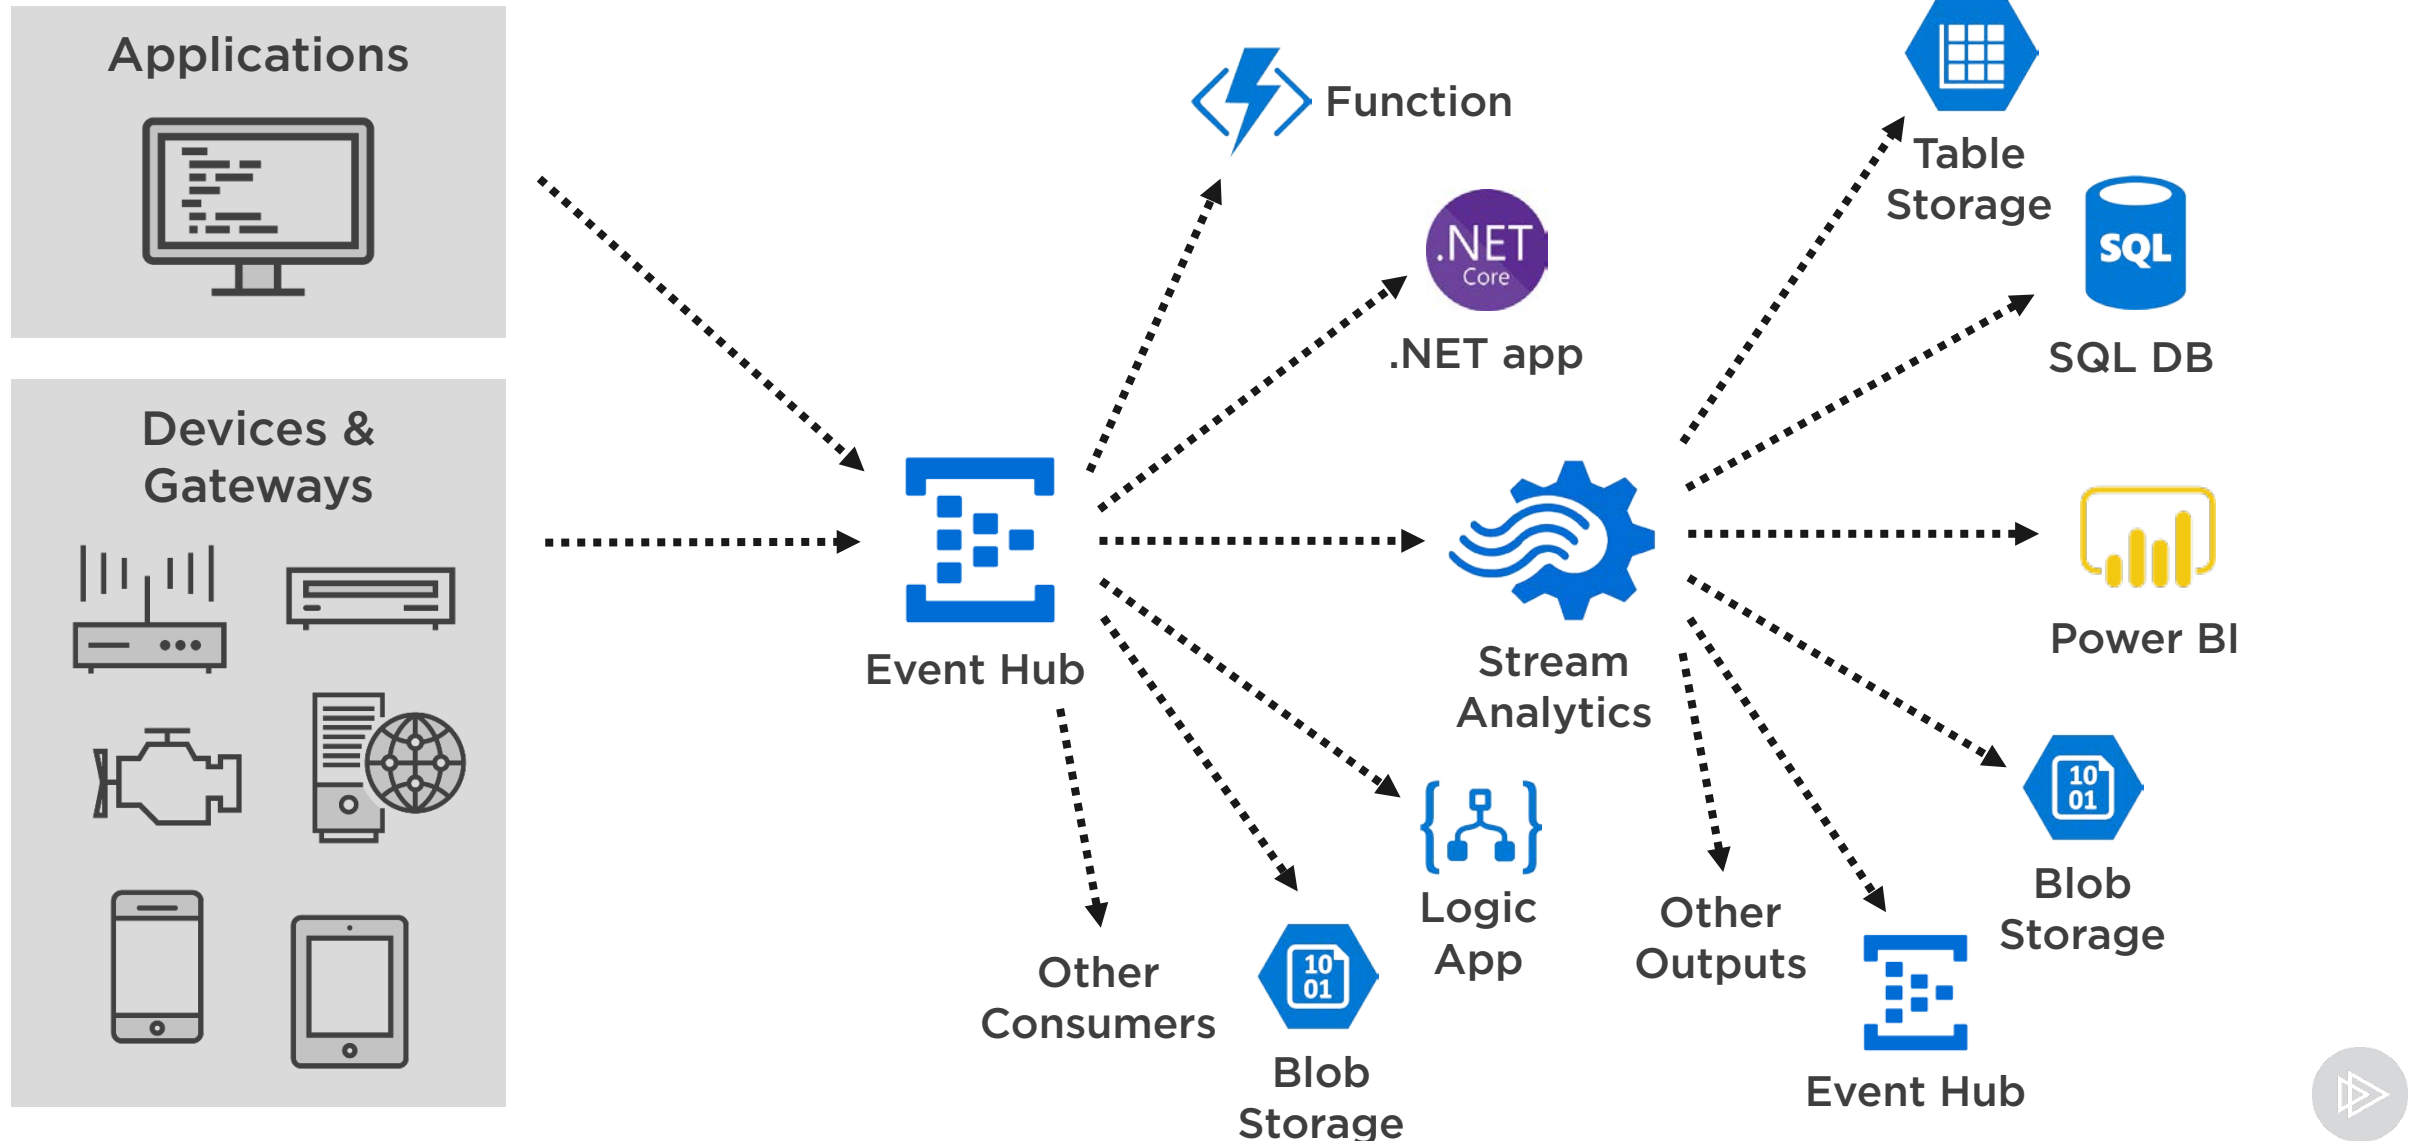 Applications
Devices &
Gateways
Event Hub
Function
.NET
Core
.NET app
Stream
Analytics
Logic
App
10
01
Blob
Storage
Other
Consumers
Table
Storage
SQL
SQL DB
Power BI
10
01
Blob
Storage
Event Hub
Other
Outputs